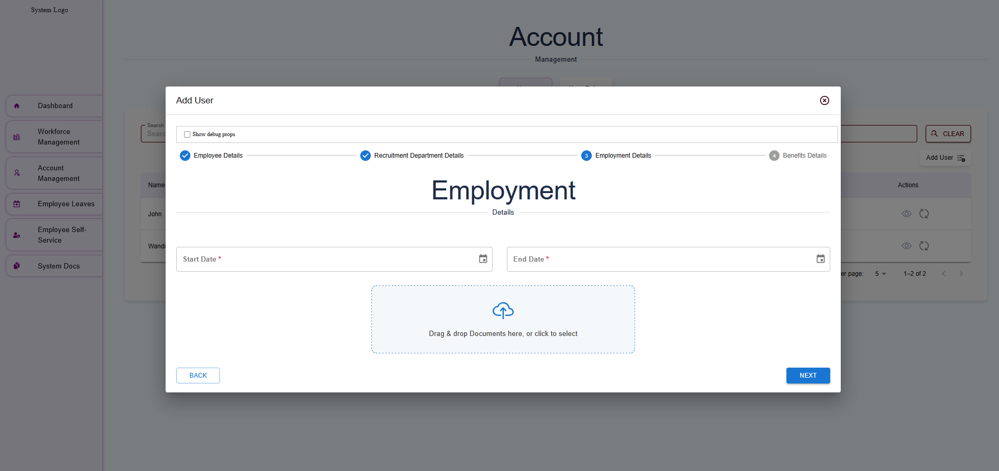 System Logo
Account
Management
Dashboard
Workforce
Management
Account
Management
Employee Leaves
Employee Self-
Service
System Docs
Add User
Show debug props
Employee Details
Recruitment Department Details
3
Employment Details
4
Benefits Details
Employment
Details
Start Date *
End Date *
Drag & drop Documents here, or click to select
BACK
NEXT
Search
CLEAR
Add User
Name
Actions
John
er page:
5
1–2 of 2